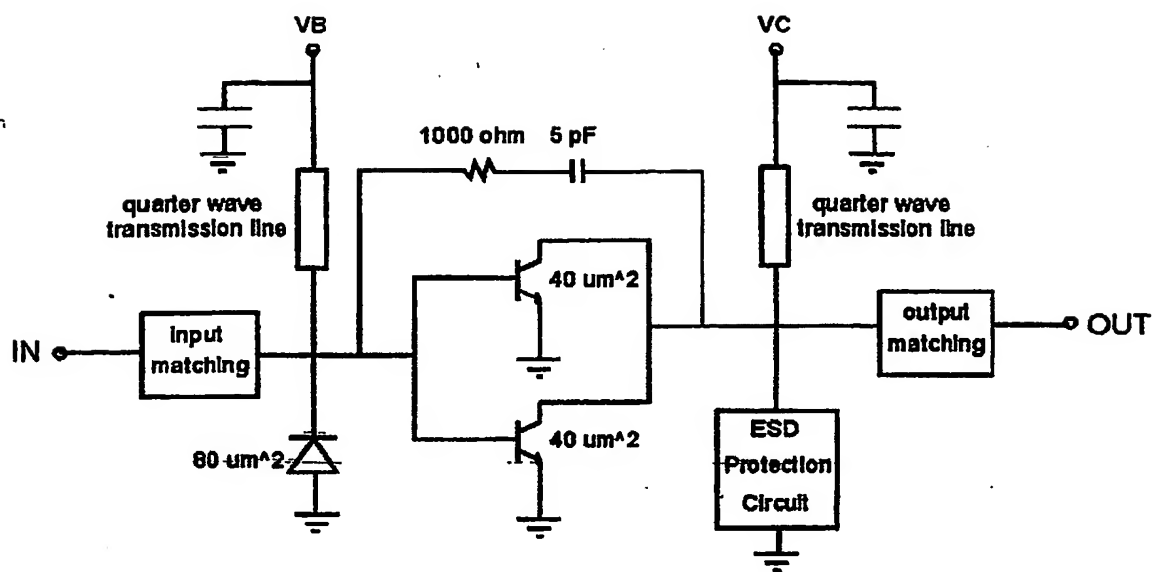 VB
VC
1000 ohm 5 pF
quarter wave
transmission line
quarter wave
transmission line
40 um^2
IN
input
matching
output
matching
OUT
80 um^2
40 um^2
ESD
Protection
Circuit